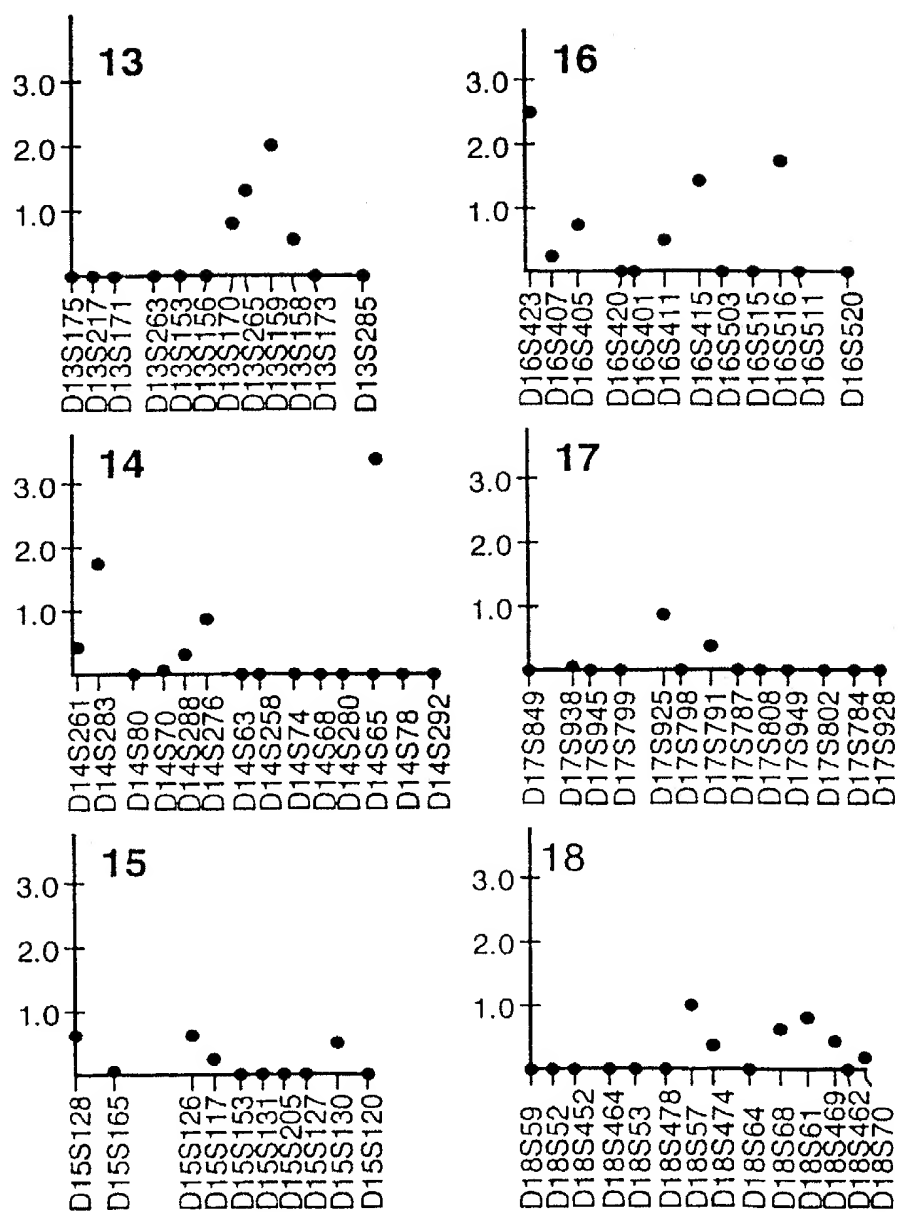 13
3.0
2.0
1.0
D13S175
D13S217
D13S171
D13S263
D13S153
D13S156
D13S170
D13S265
D13S159
D13S158
D13S173
D13S285
16
3.0
2.0
1.0
D16S423
D16S407
D16S405
D16S420
D16S401
D16S411
D16S415
D16S503
D16S515
D16S516
D16S511
D16S520
14
3.0
2.0
1.0
D14S261
D14S283
D14S80
D14S70
D14S288
D14S276
D14S63
D14S258
D14S74
D14S68
D14S280
D14S65
D14S78
D14S292
17
3.0
2.0
1.0
D17S849
D17S938
D17S945
D17S799
D17S925
D17S798
D17S791
D17S787
D17S808
D17S949
D17S802
D17S784
D17S928
15
3.0
2.0
1.0
D15S128
D15S165
D15S126
D15S117
D15S153
D15S131
D15S205
D15S127
D15S130
D15S120
18
3.0
2.0
1.0
D18S59
D18S52
D18S452
D18S464
D18S53
D18S478
D18S57
D18S474
D18S64
D18S68
D18S61
D18S469
D18S462
D18S70